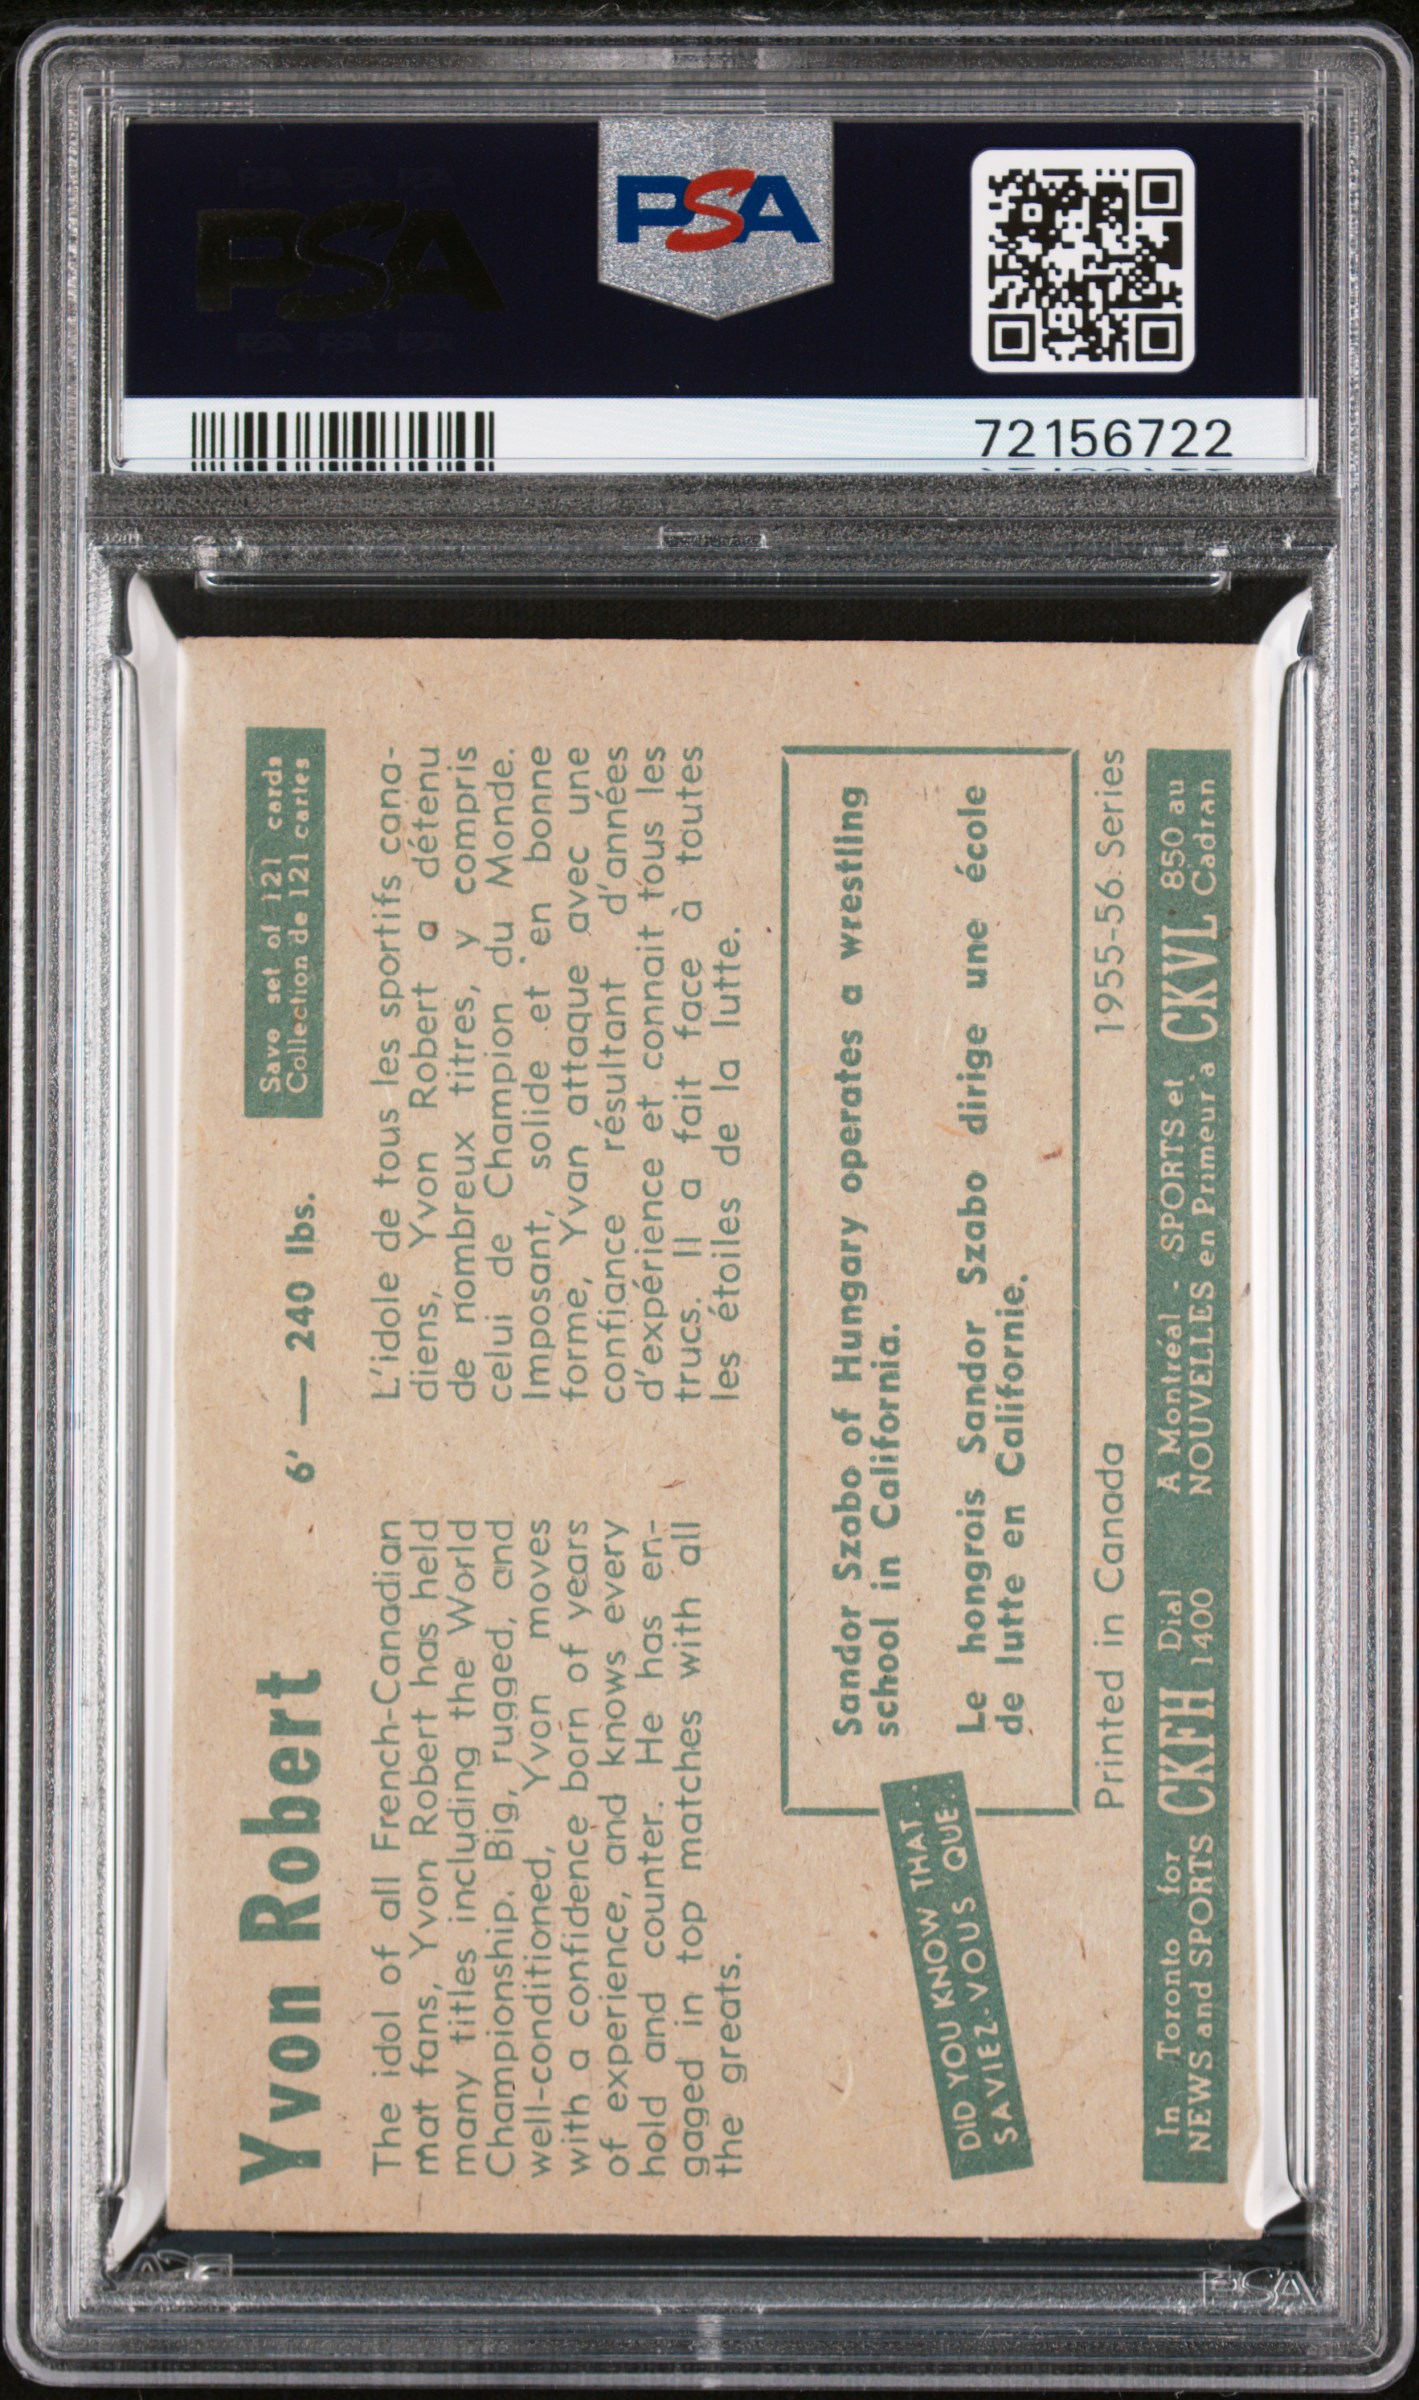 PSA
PSA
72156722
Yvon Robert
6' — 240 lbs.
Save set of 121 cards
Collection de 121 cartes
The idol of all French-Canadian
mat fans, Yvon Robert has held
many titles including the World
Championship. Big, rugged, and
well-conditioned, Yvon moves
with a confidence born of years
of experience, and knows every
hold and counter. He has en-
gaged in top matches with all
the greats.
L'idole de tous les sportifs cana-
diens, Yvon Robert a détenu
de nombreux titres, y compris
celui de Champion du Monde.
Imposant, solide et en bonne
forme, Yvan attaque avec une
confiance résultant d'années
d'expérience et connait tous les
trucs. Il a fait face à toutes
les étoiles de la lutte.
DID YOU KNOW THAT...
SAVIEZ-VOUS QUE...
Sandor Szabo of Hungary operates a wrestling
school in California.
Le hongrois Sandor Szabo dirige une école
de lutte en Californie.
Printed in Canada
1955-56 Series
In Toronto for
NEWS and SPORTS CKFH Dial
1400
A Montréal - SPORTS et
NOUVELLES en Primeur à CKVL 850 au
Cadran
PSA